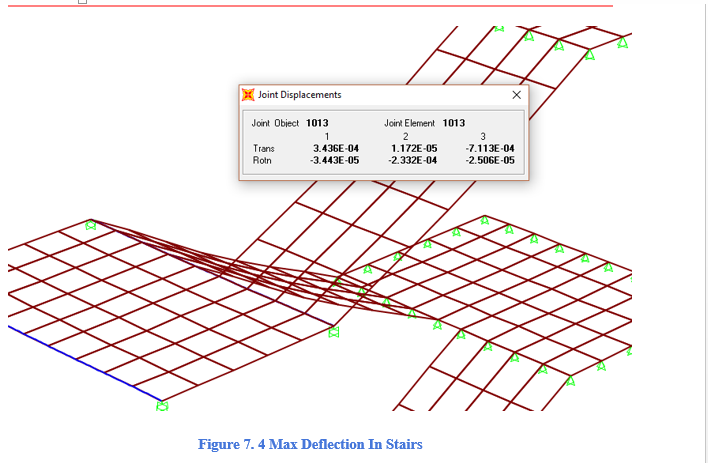 Joint Displacements
Joint Object 1013 Joint Element 1013
1 2 3
Trans 3.436E-04 1.172E-05 -7.113E-04
Rotn -3.443E-05 -2.332E-04 -2.506E-05
Figure 7. 4 Max Deflection In Stairs